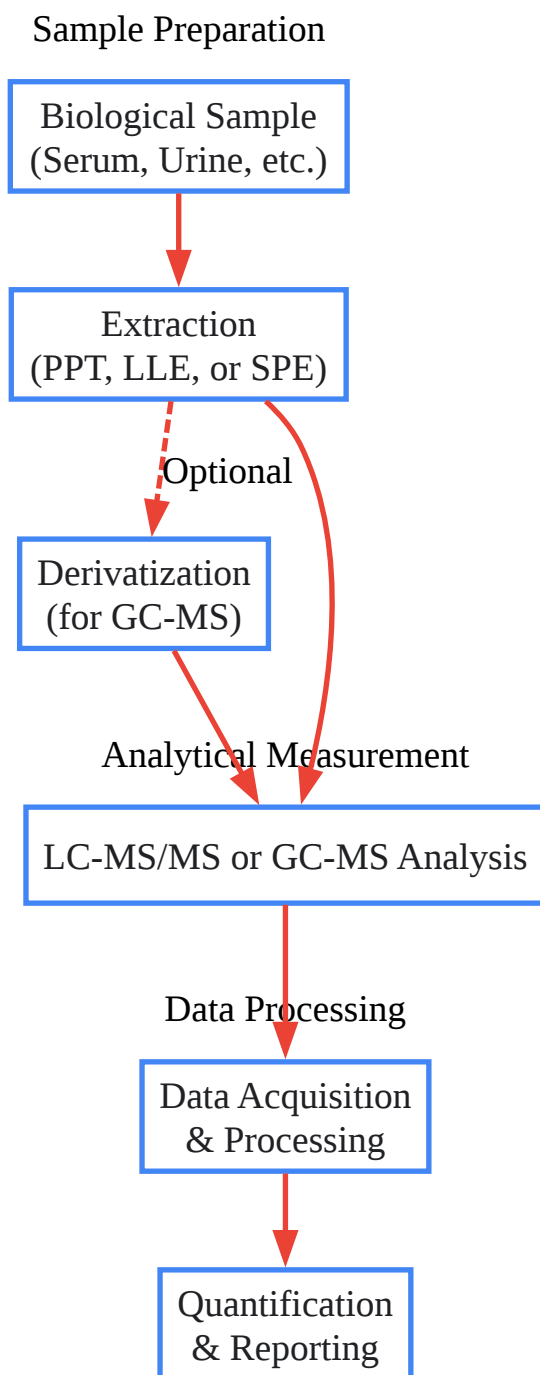 Sample Preparation
Biological Sample
(Serum, Urine, etc.)
Extraction
(PPT, LLE, or SPE)
Optional
Derivatization
(for GC-MS)
Analytical Measurement
LC-MS/MS or GC-MS Analysis
Data Processing
Data Acquisition
& Processing
Quantification
& Reporting